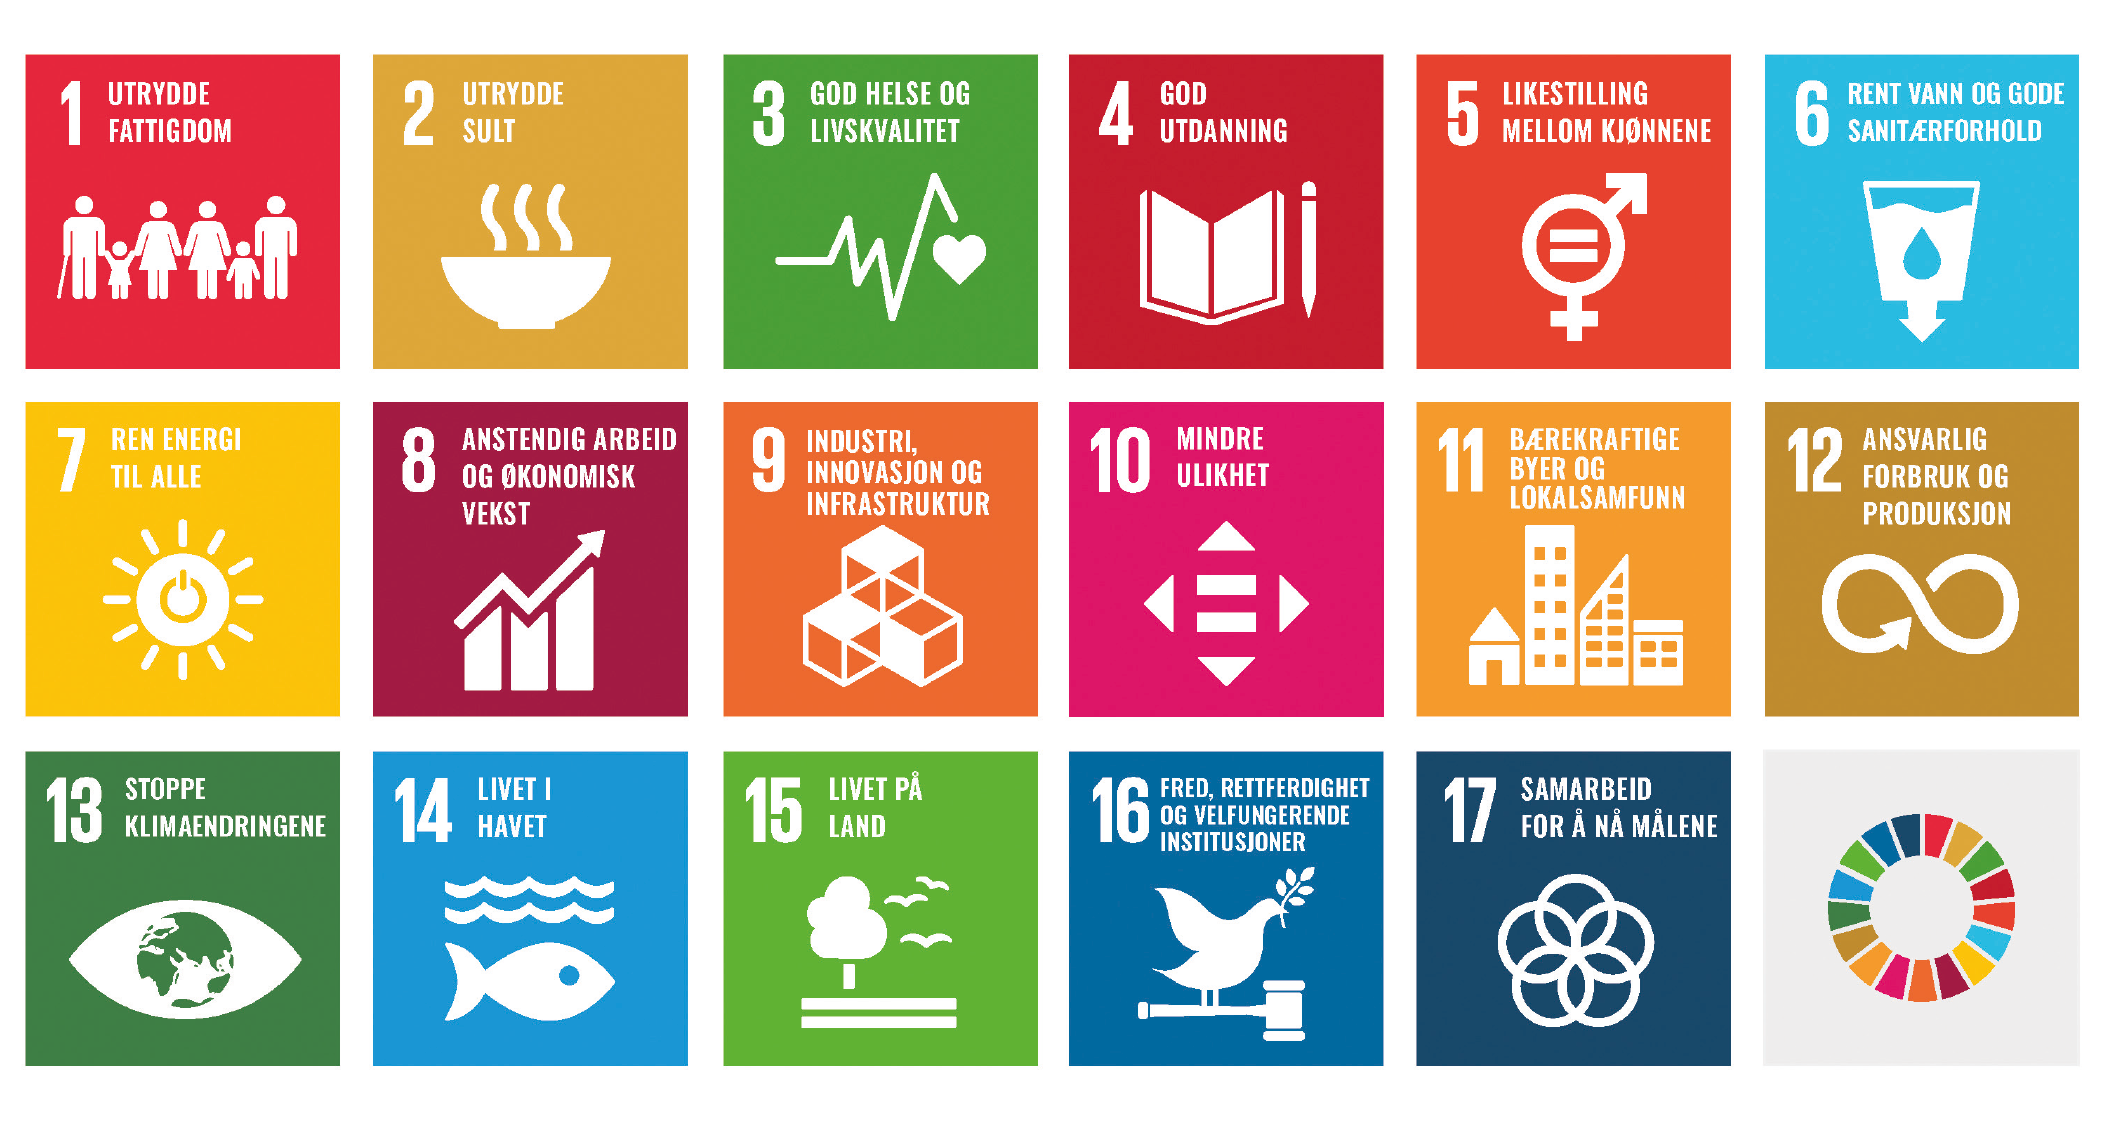 1 UTRYDDE
FATTIGDOM
2 UTRYDDE
SULT
3 GOD HELSE OG
LIVSKVALITET
4 GOD
UTDANNING
5 LIKESTILLING
MELLOM KJØNNENE
6 RENT VANN OG GODE
SANITÆRFORHOLD
7 REN ENERGI
TIL ALLE
8 ANSTENDIG ARBEID
OG ØKONOMISK
VEKST
9 INDUSTRI,
INNOVASJON OG
INFRASTRUKTUR
10 MINDRE
ULIKHET
11 BÆREKRAFTIGE
BYER OG
LOKALSAMFUNN
12 ANSVARLIG
FORBRUK OG
PRODUKSJON
13 STOPPE
KLIMAENDRINGENE
14 LIVET I
HAVET
15 LIVET PÅ
LAND
16 FRED, RETTFERDIGHET
OG VELFUNGERENDE
INSTITUSJONER
17 SAMARBEID
FOR Å NÅ MÅLENE